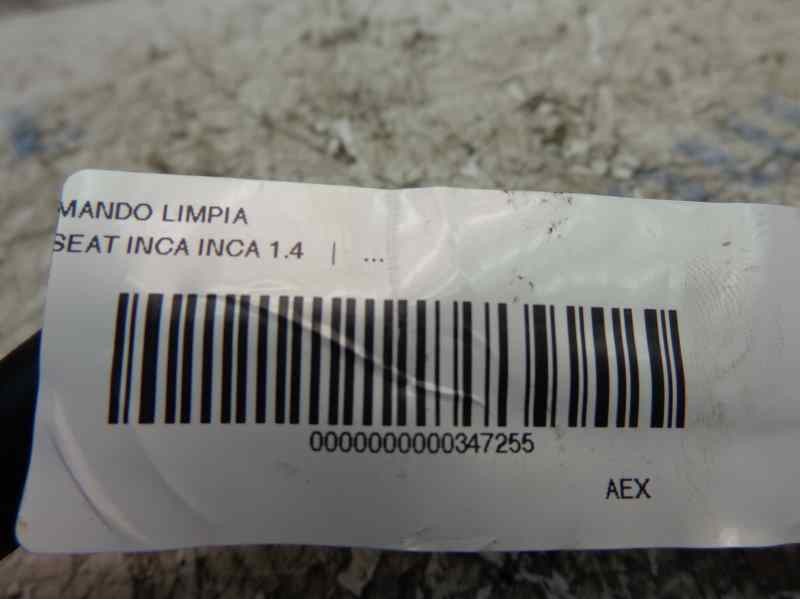 MANDO LIMPIA
SEAT INCA INCA 1.4 | ...
0000000000347255
AEX